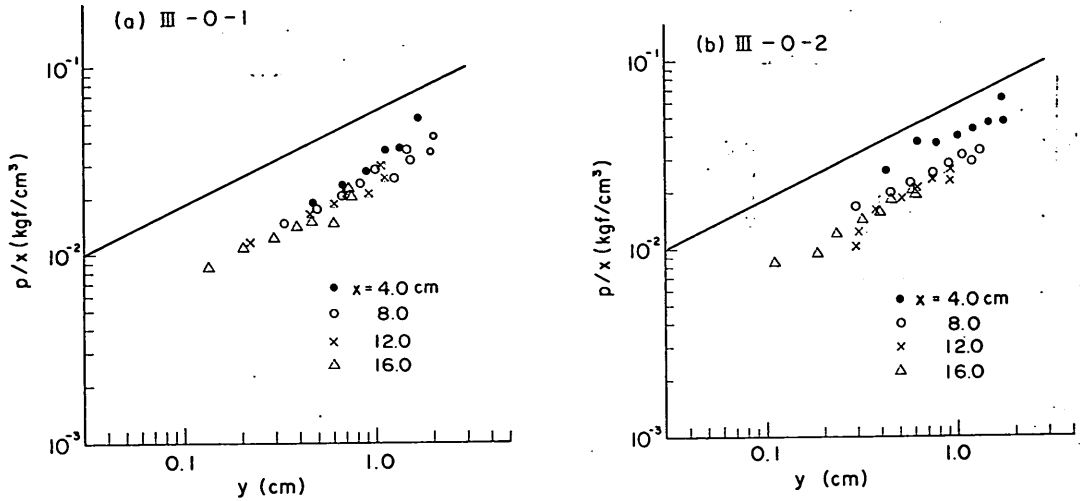 (a) III-0-1
10⁻¹
10⁻²
10⁻³
p/x (kgf/cm³)
x = 4.0 cm
8.0
12.0
16.0
0.1
1.0
y (cm)
(b) III-0-2
10⁻¹
10⁻²
10⁻³
p/x (kgf/cm³)
x = 4.0 cm
8.0
12.0
16.0
0.1
1.0
y (cm)